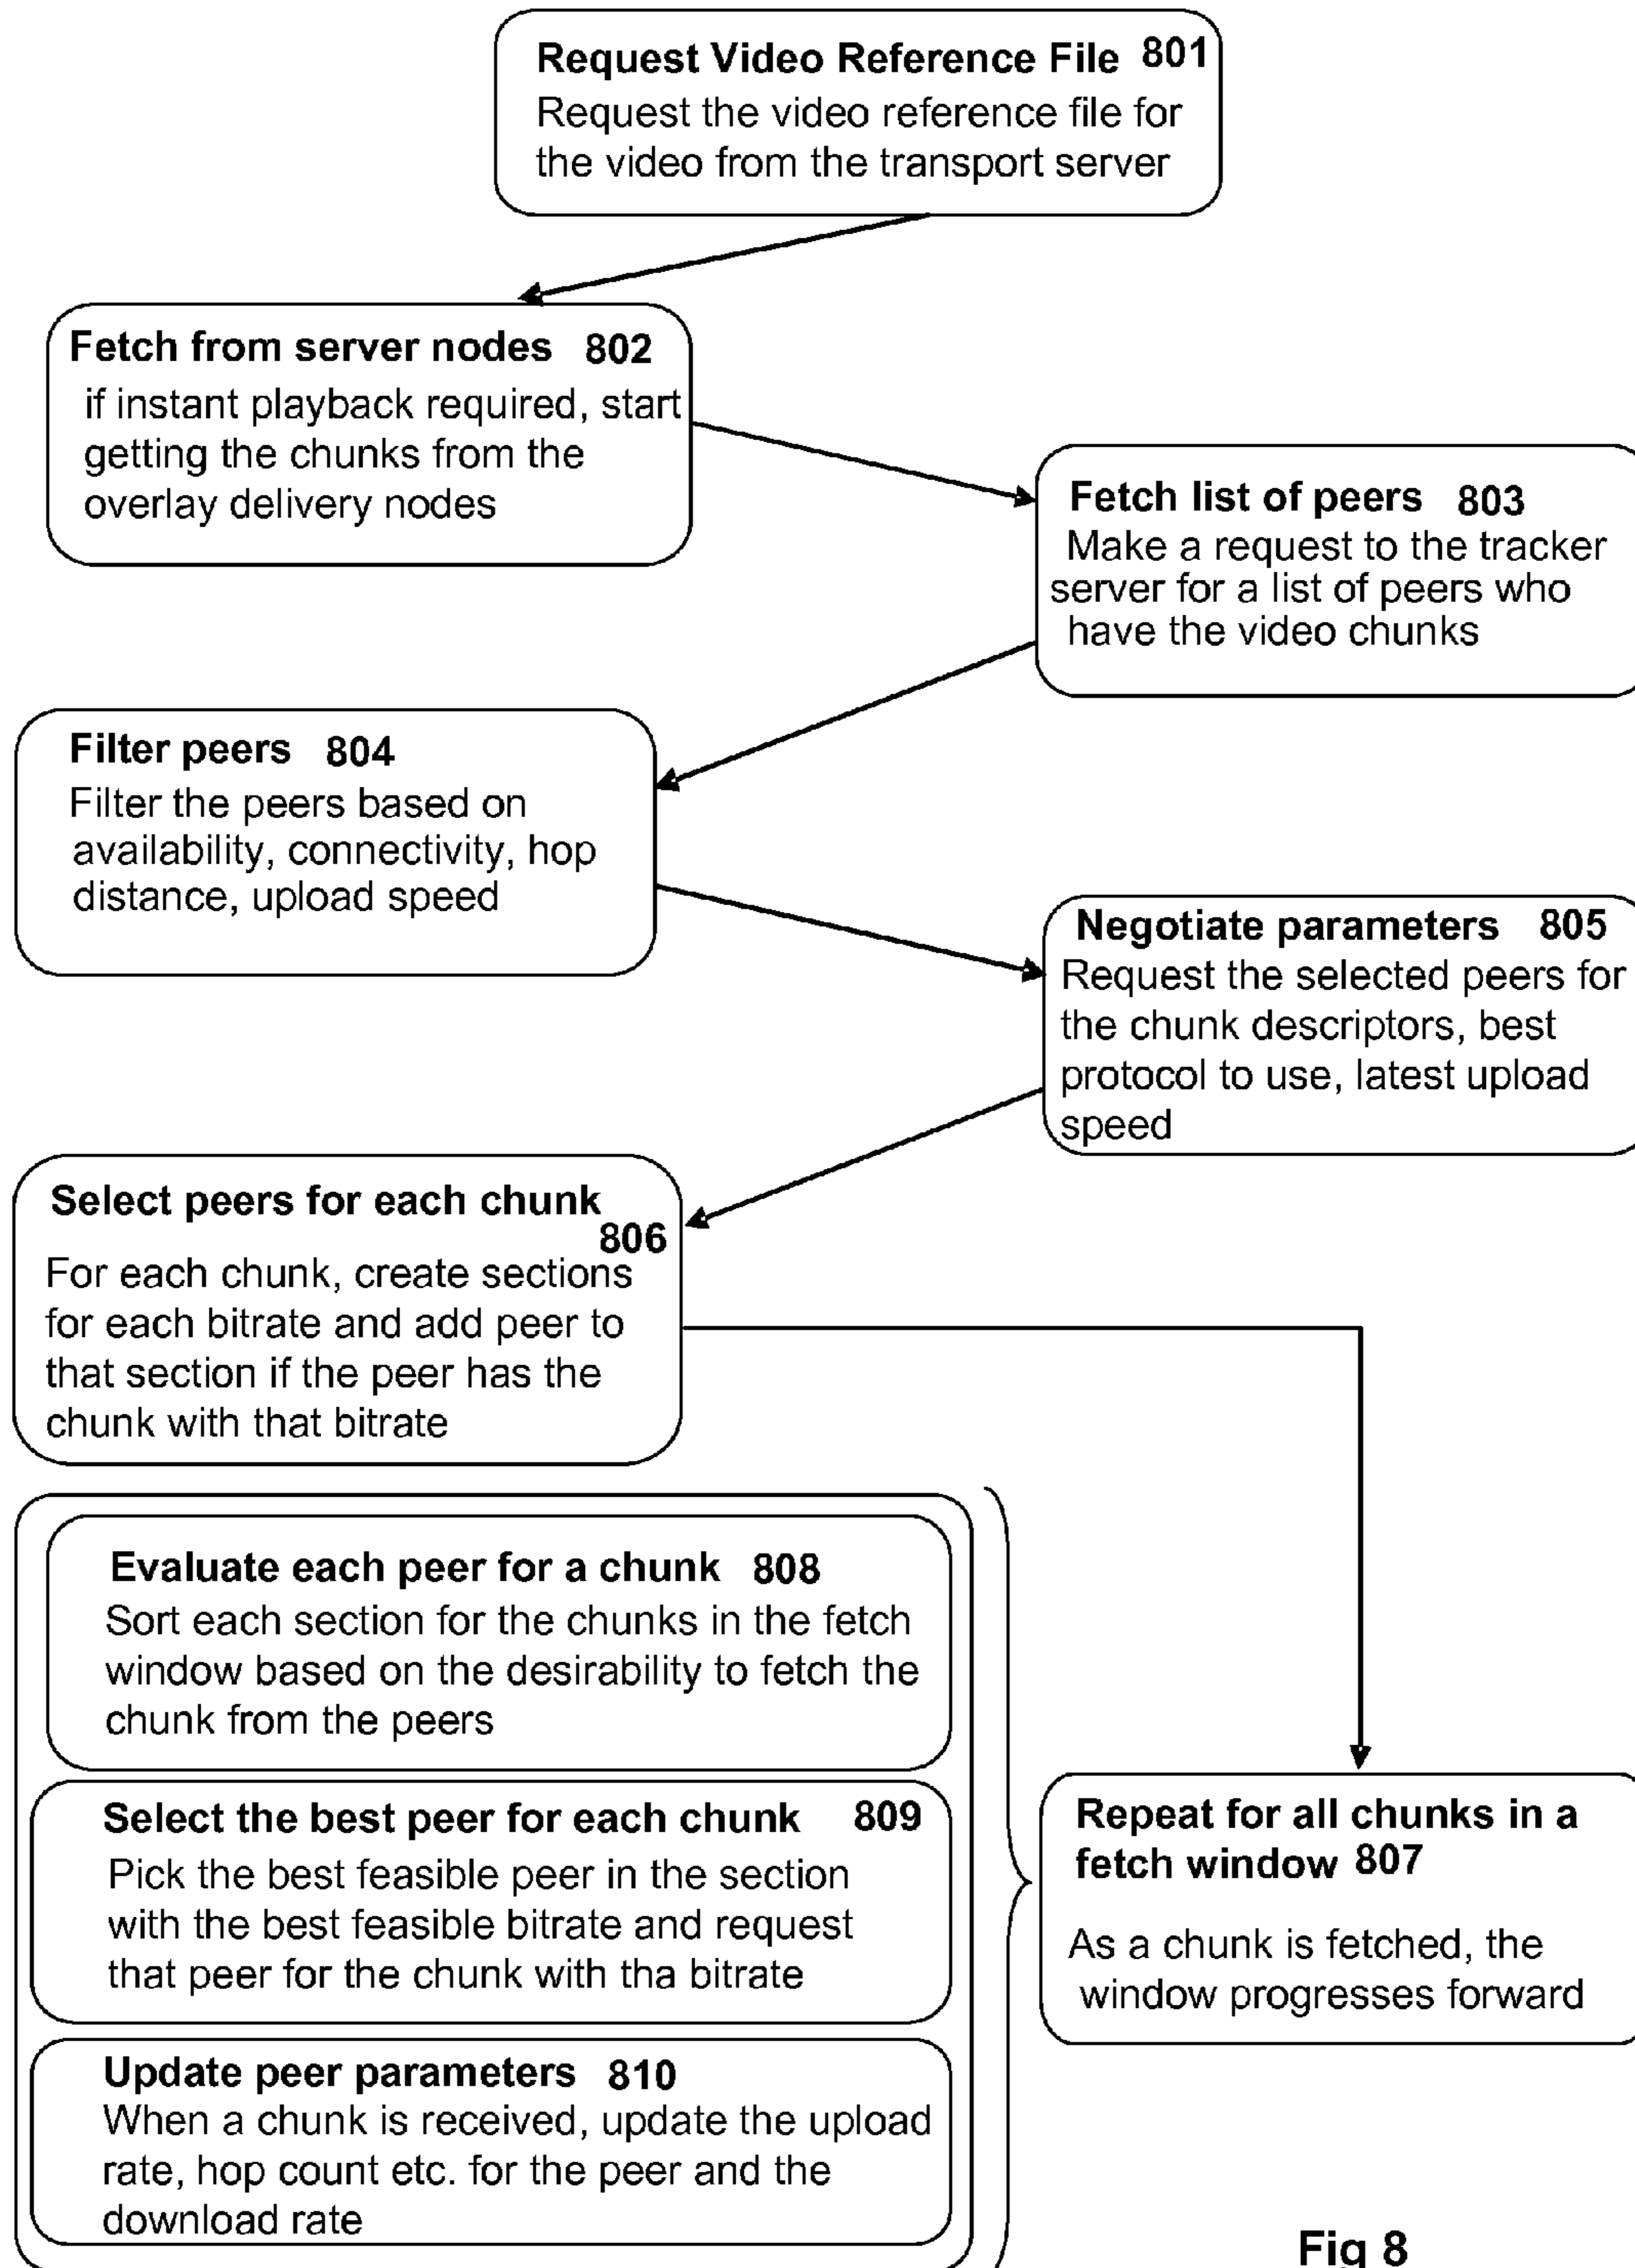 Request Video Reference File 801
Request the video reference file for
the video from the transport server
Fetch from server nodes 802
if instant playback required, start
getting the chunks from the
overlay delivery nodes
Fetch list of peers 803
Make a request to the tracker
server for a list of peers who
have the video chunks
Filter peers 804
Filter the peers based on
availability, connectivity, hop
distance, upload speed
Negotiate parameters 805
Request the selected peers for
the chunk descriptors, best
protocol to use, latest upload
speed
Select peers for each chunk
806
For each chunk, create sections
for each bitrate and add peer to
that section if the peer has the
chunk with that bitrate
Evaluate each peer for a chunk 808
Sort each section for the chunks in the fetch
window based on the desirability to fetch the
chunk from the peers
Select the best peer for each chunk 809
Pick the best feasible peer in the section
with the best feasible bitrate and request
that peer for the chunk with tha bitrate
Update peer parameters 810
When a chunk is received, update the upload
rate, hop count etc. for the peer and the
download rate
Repeat for all chunks in a
fetch window 807
As a chunk is fetched, the
window progresses forward
Fig 8